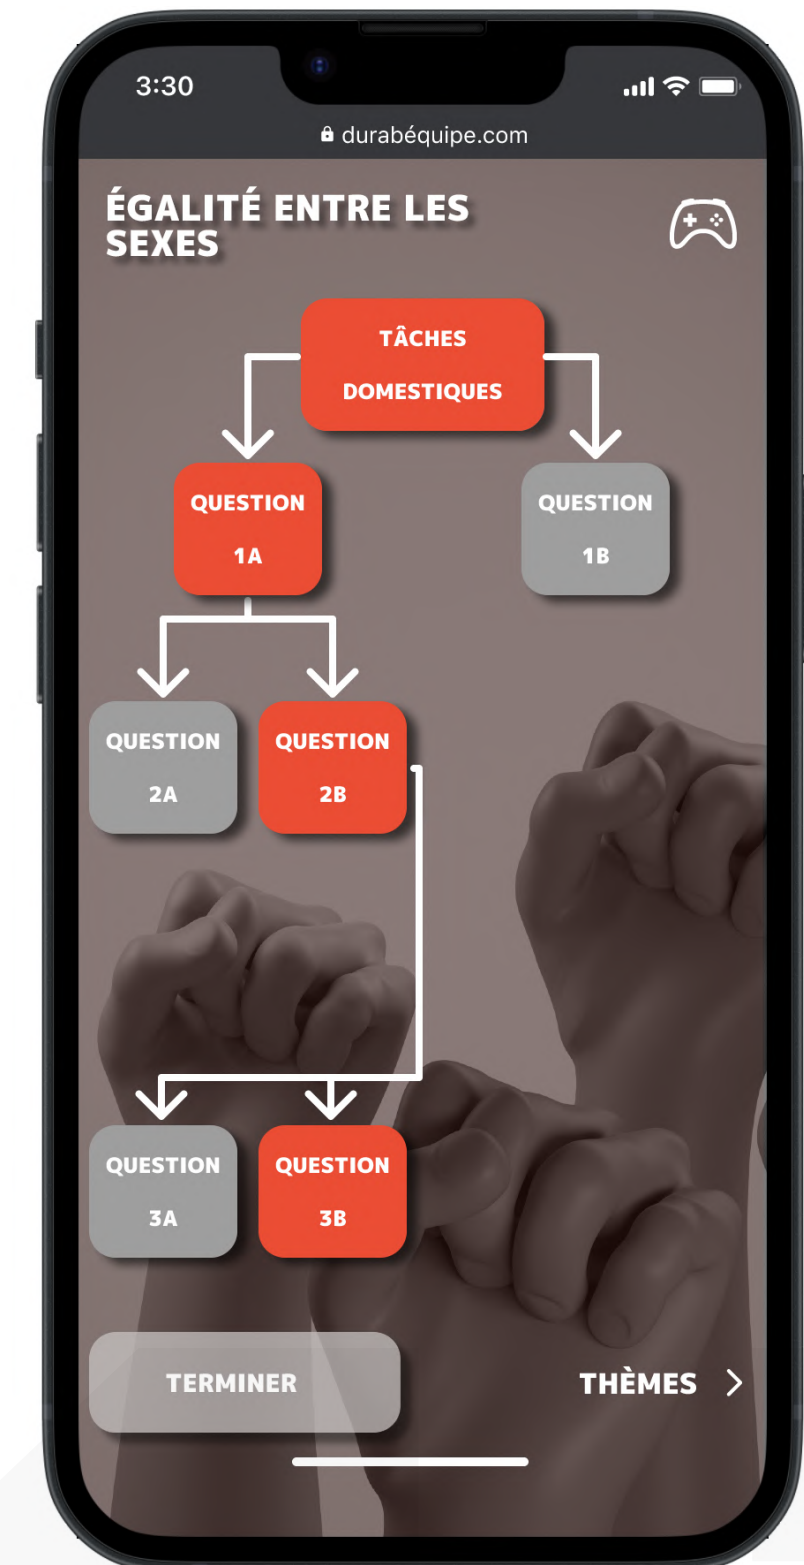 3:30
durabéquipe.com
ÉGALITÉ ENTRE LES
SEXES
TÂCHES
DOMESTIQUES
QUESTION
1A
QUESTION
1B
QUESTION
2A
QUESTION
2B
QUESTION
3A
QUESTION
3B
TERMINER
THÈMES